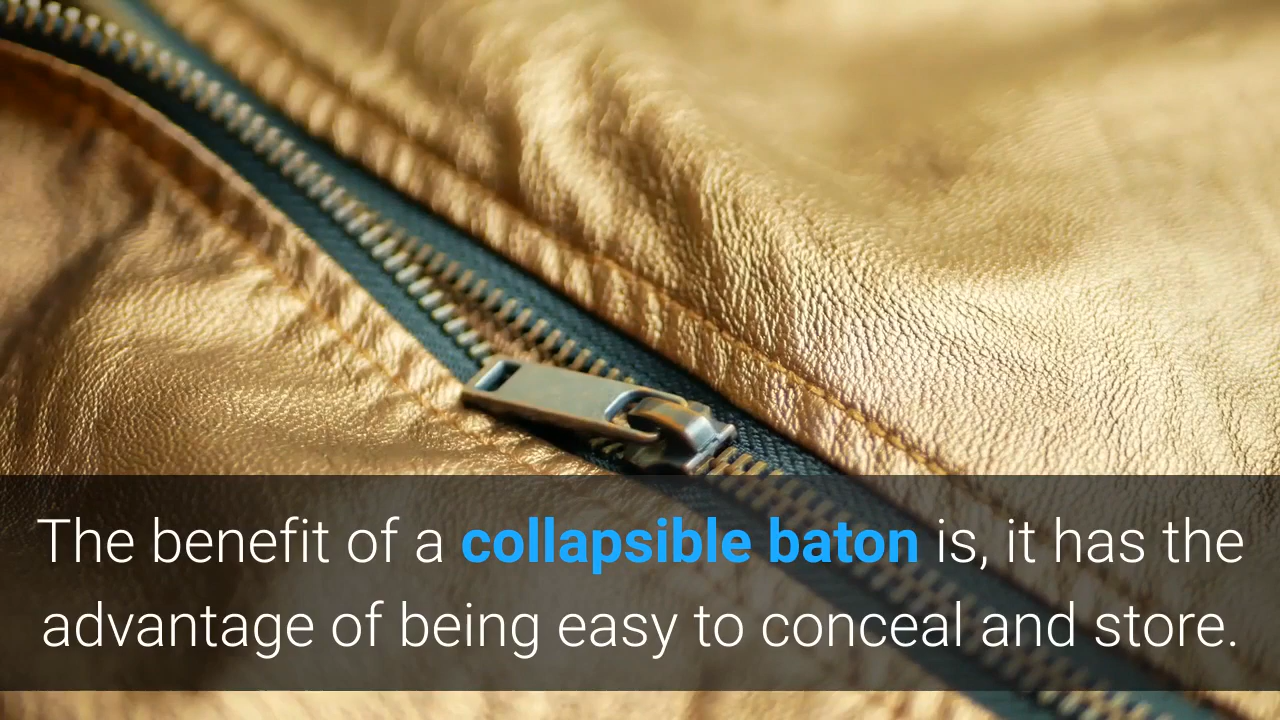 The benefit of a collapsible baton is, it has the
advantage of being easy to conceal and store.